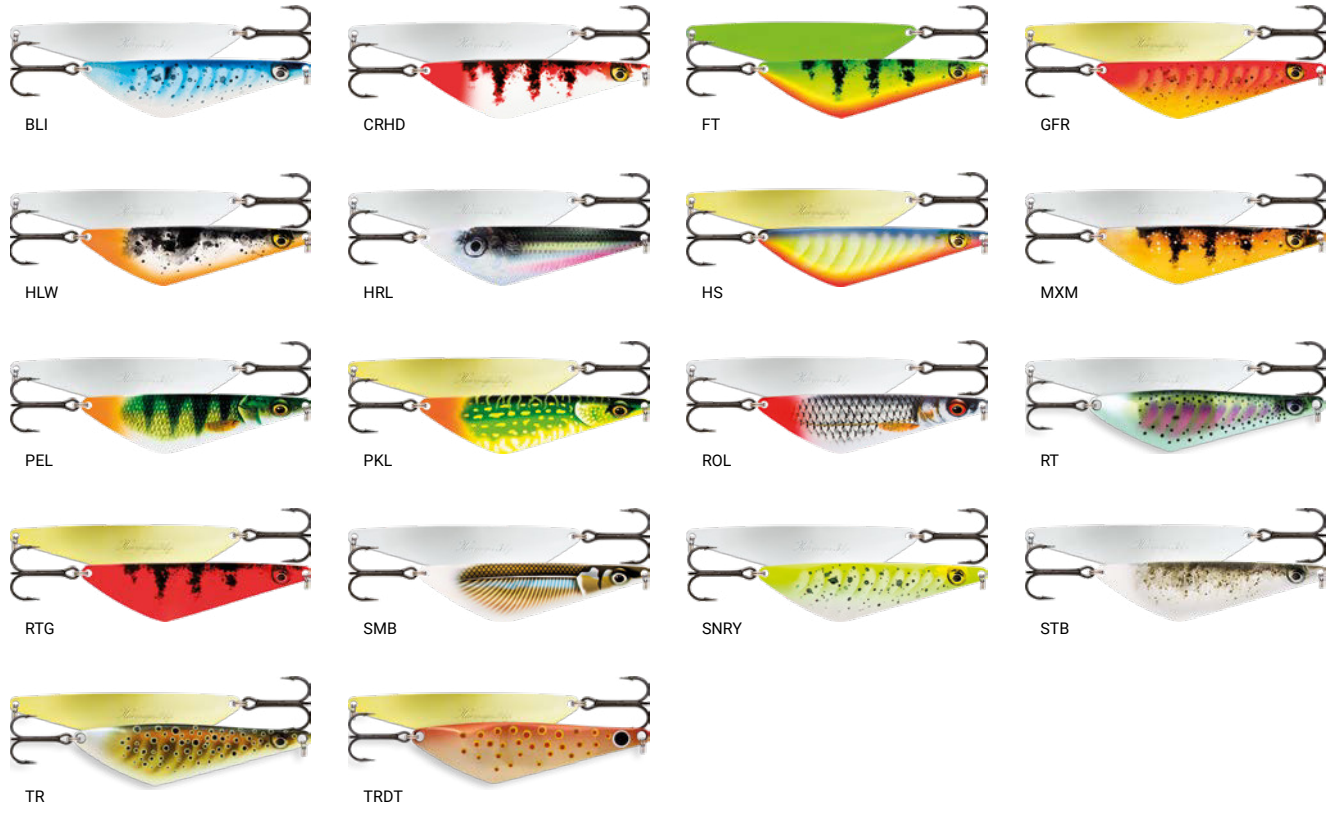 BLI
CRHD
FT
GFR
HLW
HRL
HS
MXM
PEL
PKL
ROL
RT
RTG
SMB
SNRY
STB
TR
TRDT